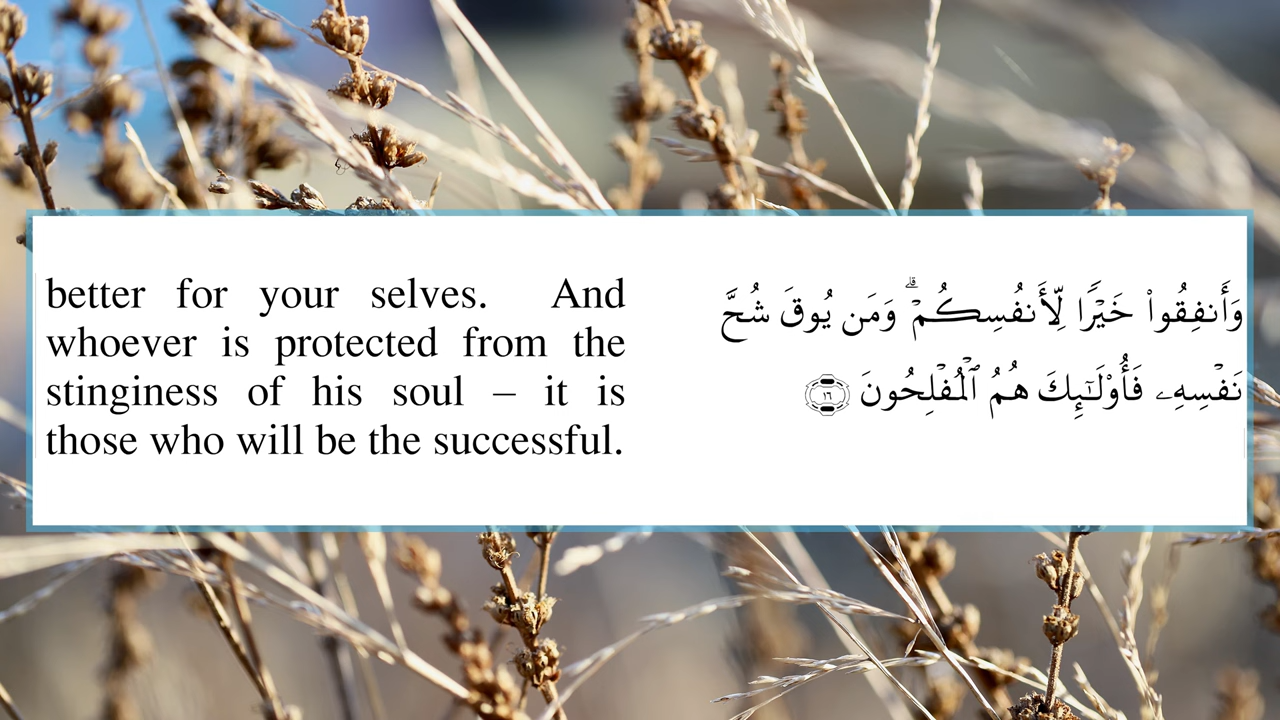 better for your selves. And
whoever is protected from the
stinginess of his soul – it is
those who will be the successful.
وَأَنفِقُوا۟ خَيْرًا لِّأَنفُسِكُمْ ۗ وَمَن يُوقَ شُحَّ
نَفْسِهِۦ فَأُو۟لَـٰٓئِكَ هُمُ ٱلْمُفْلِحُونَ ١٦